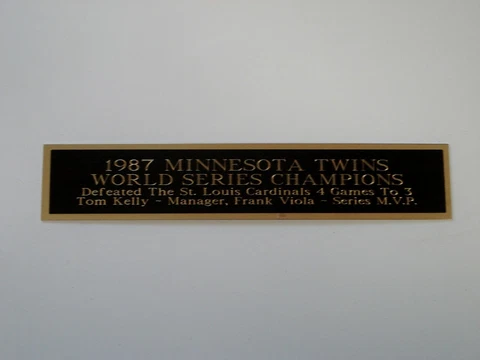 1987 MINNESOTA TWINS
WORLD SERIES CHAMPIONS
Defeated The St. Louis Cardinals 4 Games To 3
Tom Kelly - Manager, Frank Viola - Series M.V.P.